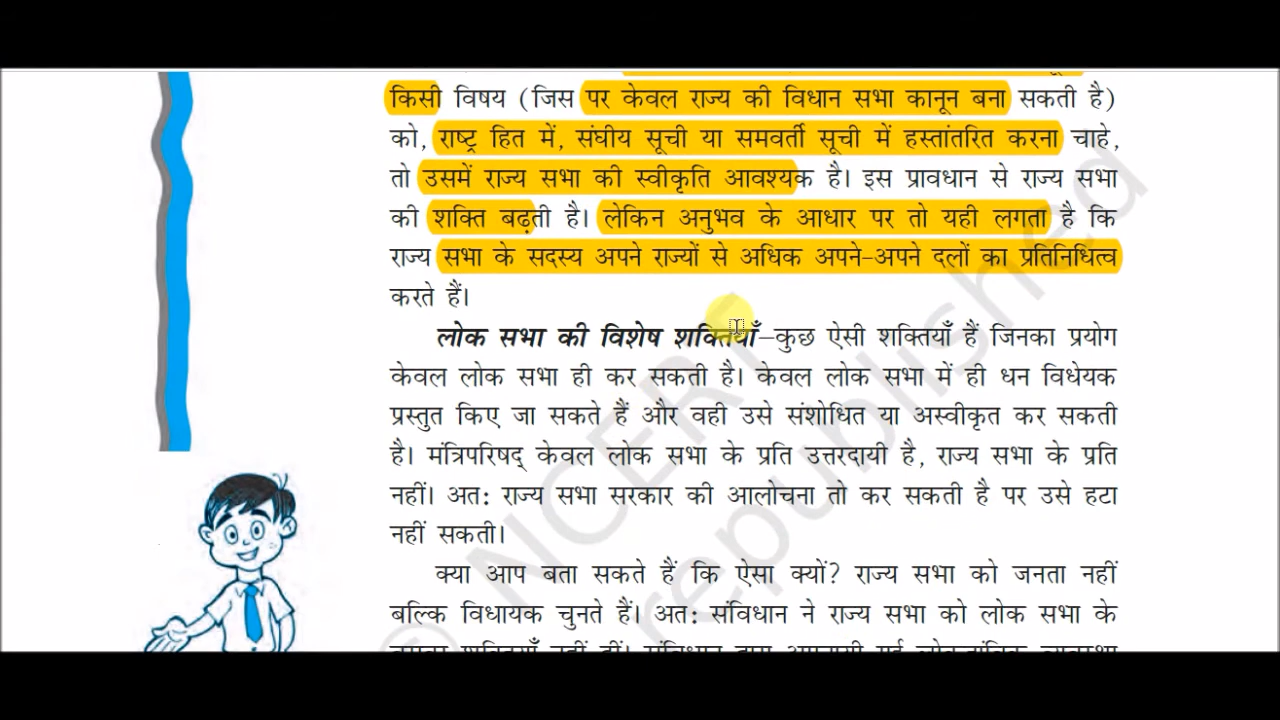 किसी विषय (जिस पर केवल राज्य की विधान सभा कानून बना सकती है)
को, राष्ट्र हित में, संघीय सूची या समवर्ती सूची में हस्तांतरित करना चाहे,
तो उसमें राज्य सभा की स्वीकृति आवश्यक है। इस प्रावधान से राज्य सभा
की शक्ति बढ़ती है। लेकिन अनुभव के आधार पर तो यही लगता है कि
राज्य सभा के सदस्य अपने राज्यों से अधिक अपने-अपने दलों का प्रतिनिधित्व
करते हैं।
लोक सभा की विशेष शक्तियाँ–कुछ ऐसी शक्तियाँ हैं जिनका प्रयोग
केवल लोक सभा ही कर सकती है। केवल लोक सभा में ही धन विधेयक
प्रस्तुत किए जा सकते हैं और वही उसे संशोधित या अस्वीकृत कर सकती
है। मंत्रिपरिषद् केवल लोक सभा के प्रति उत्तरदायी है, राज्य सभा के प्रति
नहीं। अत: राज्य सभा सरकार की आलोचना तो कर सकती है पर उसे हटा
नहीं सकती।
क्या आप बता सकते हैं कि ऐसा क्यों? राज्य सभा को जनता नहीं
बल्कि विधायक चुनते हैं। अत: संविधान ने राज्य सभा को लोक सभा के
© NCERT
republished